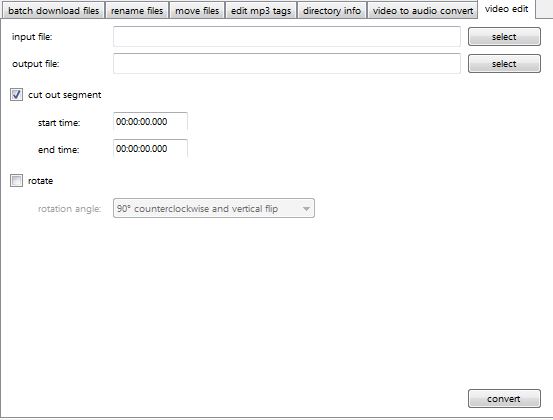 batch download files rename files move files edit mp3 tags directory info video to audio convert video edit
input file: select
output file: select
cut out segment
start time: 00:00:00.000
end time: 00:00:00.000
rotate
rotation angle: 90° counterclockwise and vertical flip
convert